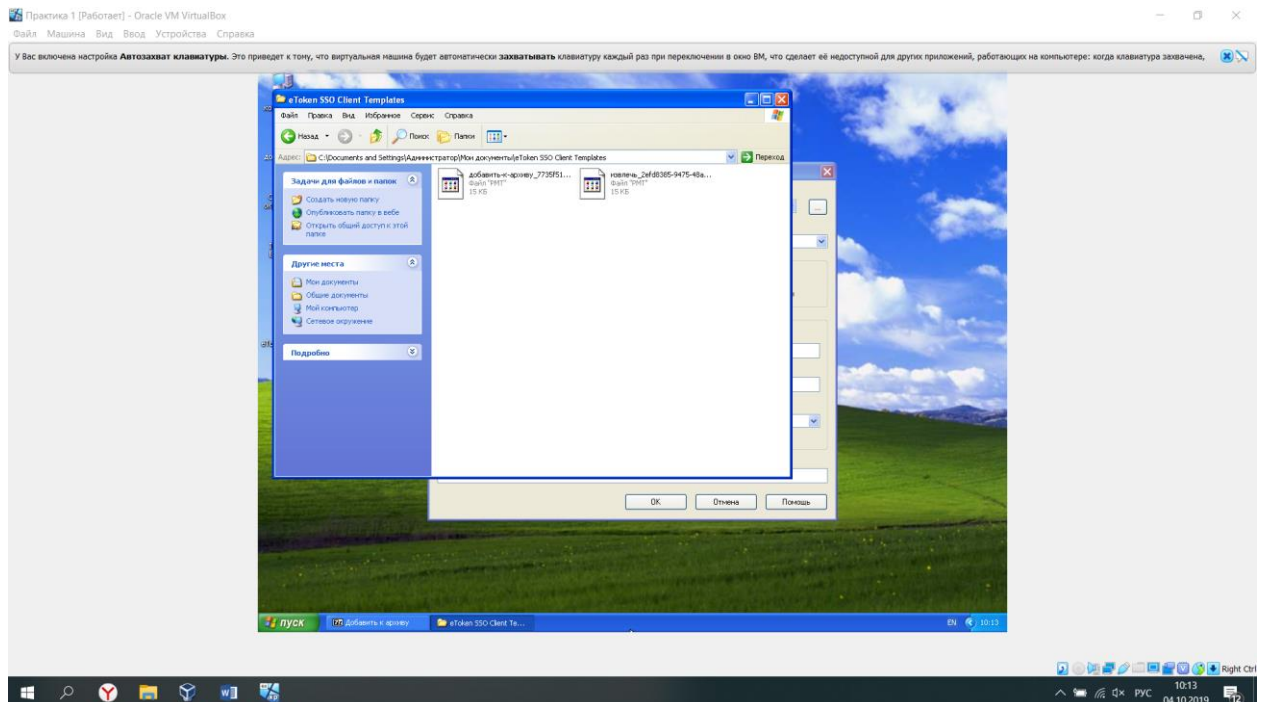 Практика 1 [Работает] - Oracle VM VirtualBox
Файл Машина Вид Ввод Устройства Справка
У Вас включена настройка Автозахват клавиатуры. Это приведет к тому, что виртуальная машина будет автоматически захватывать клавиатуру каждый раз при переключении в окно ВМ, что сделает её недоступной для других приложений, работающих на компьютере: когда клавиатура захвачена,
eToken SSO Client Templates
Файл Правка Вид Избранное Сервис Справка
Назад Поиск Папки
Адрес: C:\Documents and Settings\Администратор\Мои документы\eToken SSO Client Templates Переход
Задачи для файлов и папок
Создать новую папку
Опубликовать папку в вебе
Открыть общий доступ к этой
папке
Другие места
Мои документы
Общие документы
Мой компьютер
Сетевое окружение
Подробно
добавить-к-архиву_7735F51...
Файл "PMT"
15 КБ
извлечь_2efd8385-9475-48a...
Файл "PMT"
15 КБ
...
OK Отмена Помощь
пуск Добавить к архиву eToken SSO Client Te... EN 10:13
Right Ctrl
РУС 10:13
04.10.2019
12